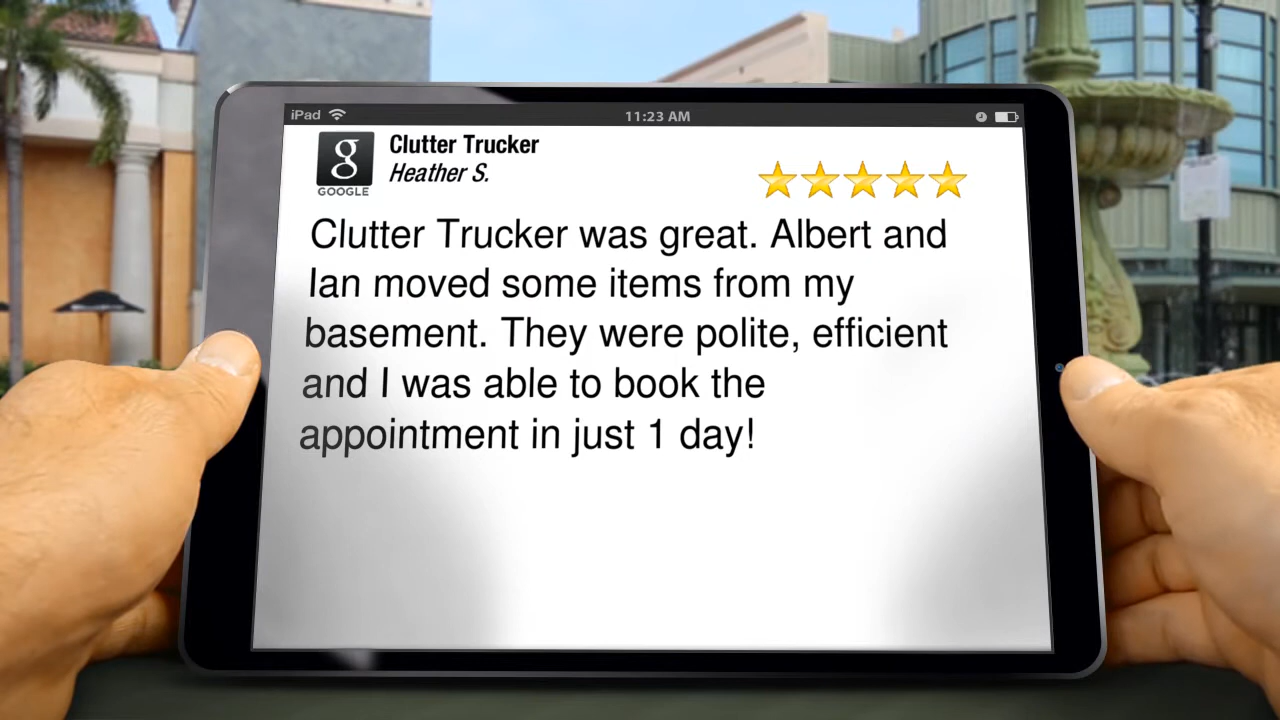 iPad 11:23 AM
Clutter Trucker
Heather S.
g
GOOGLE
Clutter Trucker was great. Albert and
Ian moved some items from my
basement. They were polite, efficient
and I was able to book the
appointment in just 1 day!